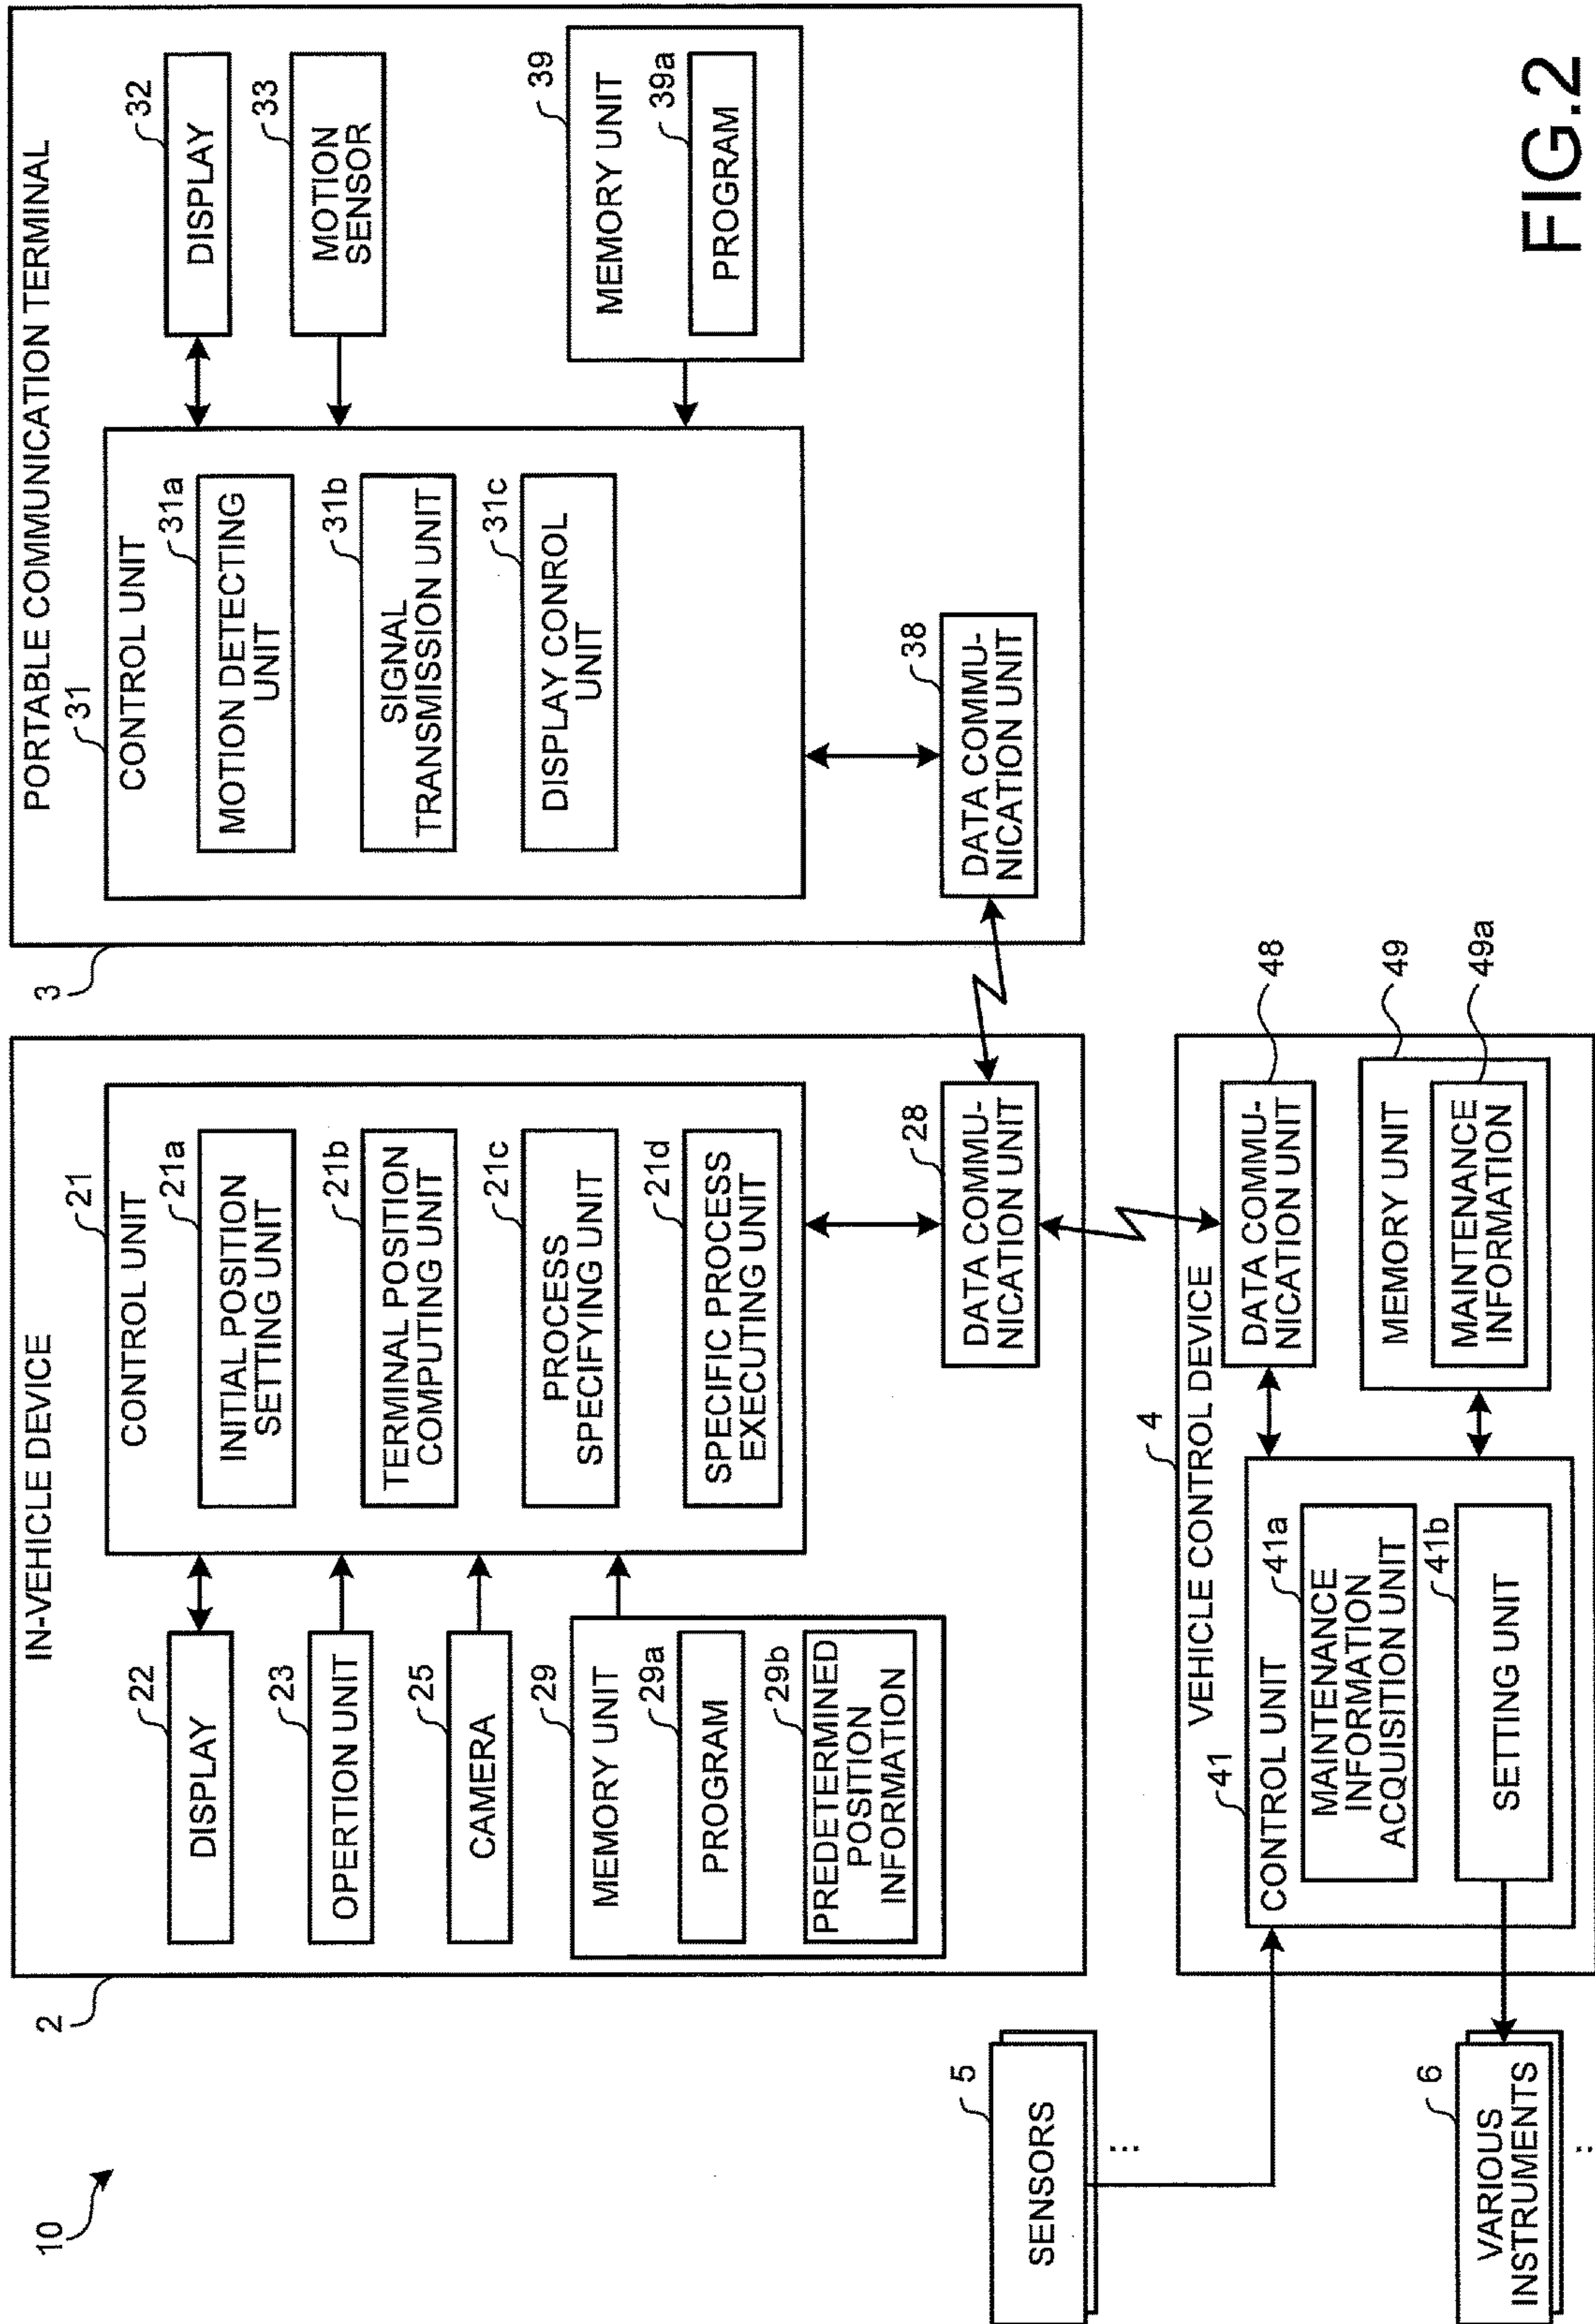 10
2
IN-VEHICLE DEVICE
22
DISPLAY
23
OPERTION UNIT
25
CAMERA
29
MEMORY UNIT
29a
PROGRAM
29b
PREDETERMINED
POSITION
INFORMATION
21
CONTROL UNIT
21a
INITIAL POSITION
SETTING UNIT
21b
TERMINAL POSITION
COMPUTING UNIT
21c
PROCESS
SPECIFYING UNIT
21d
SPECIFIC PROCESS
EXECUTING UNIT
28
DATA COMMU-
NICATION UNIT
3
PORTABLE COMMUNICATION TERMINAL
31
CONTROL UNIT
31a
MOTION DETECTING
UNIT
31b
SIGNAL
TRANSMISSION UNIT
31c
DISPLAY CONROL
UNIT
32
DISPLAY
33
MOTION
SENSOR
39
MEMORY UNIT
39a
PROGRAM
38
DATA COMMU-
NICATION UNIT
5
SENSORS
...
6
VARIOUS
INSTRUMENTS
...
4
VEHICLE CONTROL DEVICE
41
CONTROL UNIT
41a
MAINTENANCE
INFORMATION
ACQUISITION UNIT
41b
SETTING UNIT
48
DATA COMMU-
NICATION UNIT
49
MEMORY UNIT
49a
MAINTENANCE
INFORMATION
FIG.2